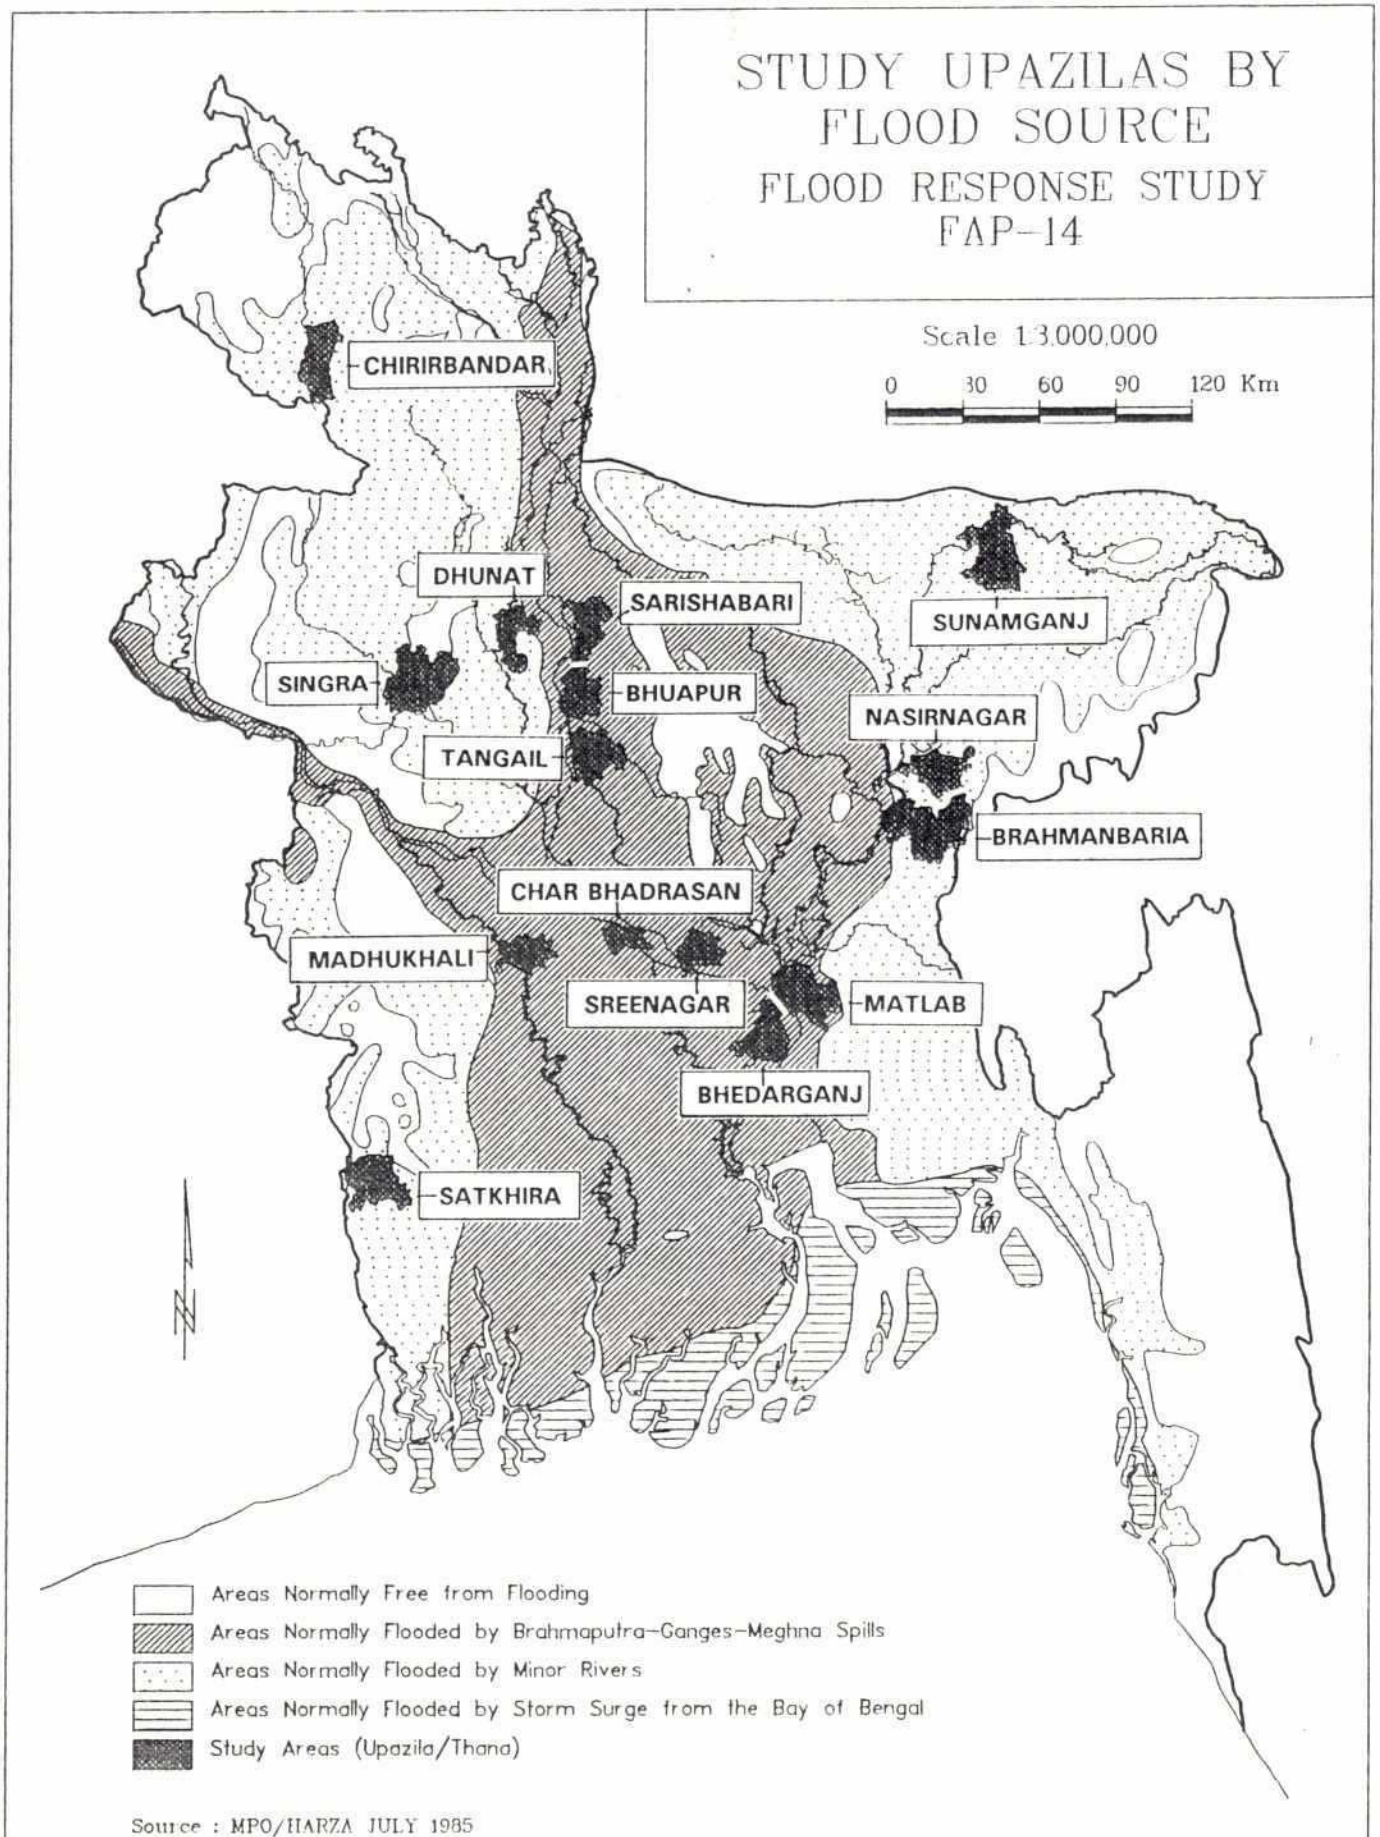 STUDY UPAZILAS BY
FLOOD SOURCE
FLOOD RESPONSE STUDY
FAP-14
Scale 1:3,000,000
0 30 60 90 120 Km
CHIRIRBANDAR
DHUNAT
SARISHABARI
SUNAMGANJ
SINGRA
BHUAPUR
NASIRNAGAR
TANGAIL
BRAHMANBARIA
CHAR BHADRASAN
MADHUKHALI
SREENAGAR
MATLAB
BHEDARGANJ
SATKHIRA
N
Areas Normally Free from Flooding
Areas Normally Flooded by Brahmaputra-Ganges-Meghna Spills
Areas Normally Flooded by Minor Rivers
Areas Normally Flooded by Storm Surge from the Bay of Bengal
Study Areas (Upazila/Thana)
Source : MPO/HARZA JULY 1985